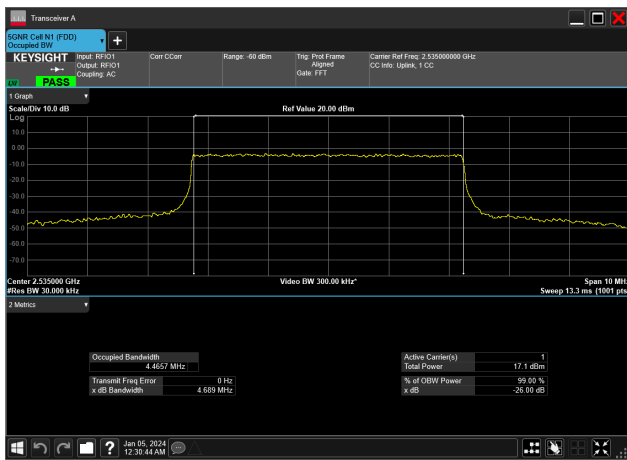 Transceiver A
5GNR Cell N1 (FDD)
Occupied BW
+
KEYSIGHT
LXI
PASS
Input: RFIO1
Output: RFIO1
Coupling: AC
Corr CCorr
Range: -60 dBm
Trig: Prot Frame
Aligned
Gate: FFT
Carrier Ref Freq: 2.535000000 GHz
CC Info: Uplink, 1 CC
1 Graph
Scale/Div 10.0 dB
Ref Value 20.00 dBm
Log
10.0
0.00
-10.0
-20.0
-30.0
-40.0
-50.0
-60.0
-70.0
Center 2.535000 GHz
Video BW 300.00 kHz*
Span 10 MHz
#Res BW 30.000 kHz
Sweep 13.3 ms (1001 pts
2 Metrics
Occupied Bandwidth
4.4657 MHz
Transmit Freq Error 0 Hz
x dB Bandwidth 4.689 MHz
Active Carrier(s) 1
Total Power 17.1 dBm
% of OBW Power 99.00 %
x dB -26.00 dB
?
Jan 05, 2024
12:30:44 AM